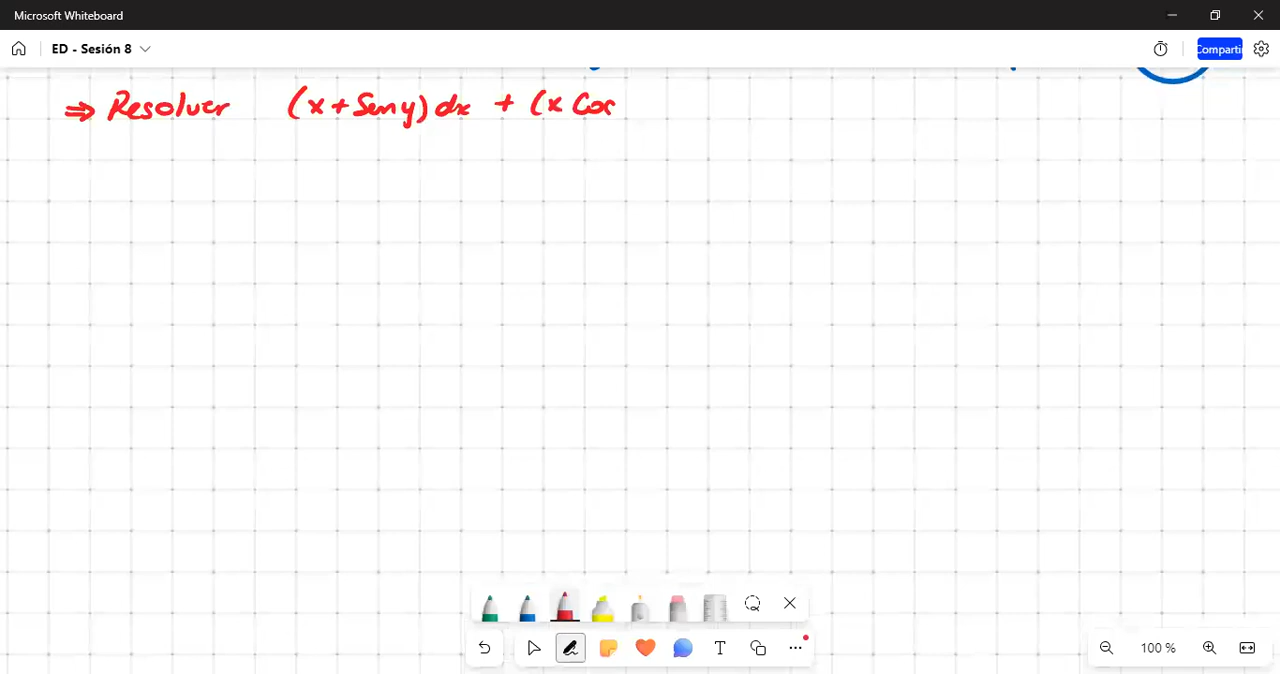 Microsoft Whiteboard
ED - Sesión 8
Comparti
⇒ Resolver (x + Sen y) dx + (x Cos
T
100 %